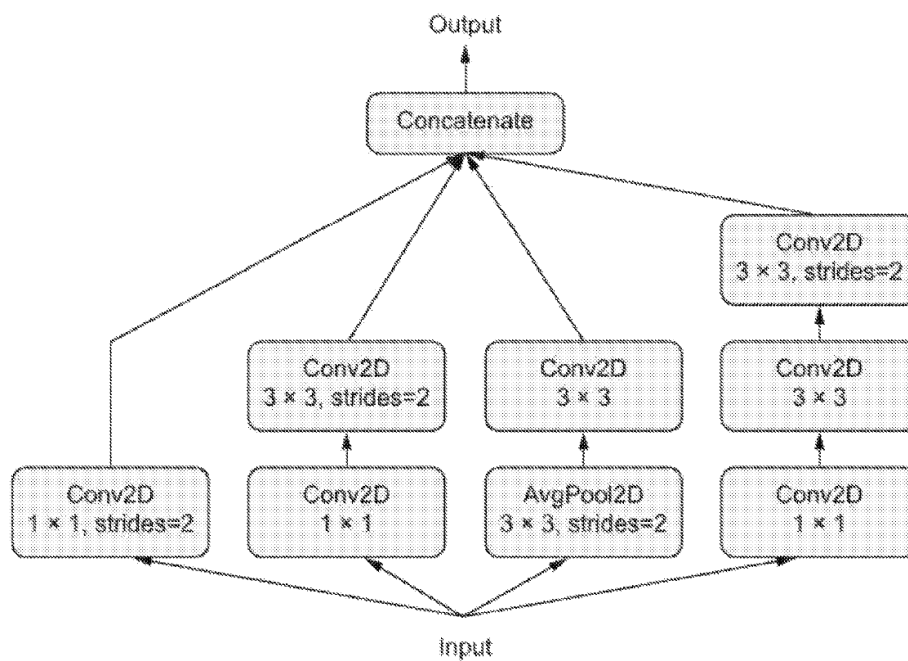 Output
Concatenate
Conv2D
3 × 3, strides=2
Conv2D
3 × 3, strides=2
Conv2D
3 × 3
Conv2D
3 × 3
Conv2D
1 × 1, strides=2
Conv2D
1 × 1
AvgPool2D
3 × 3, strides=2
Conv2D
1 × 1
Input